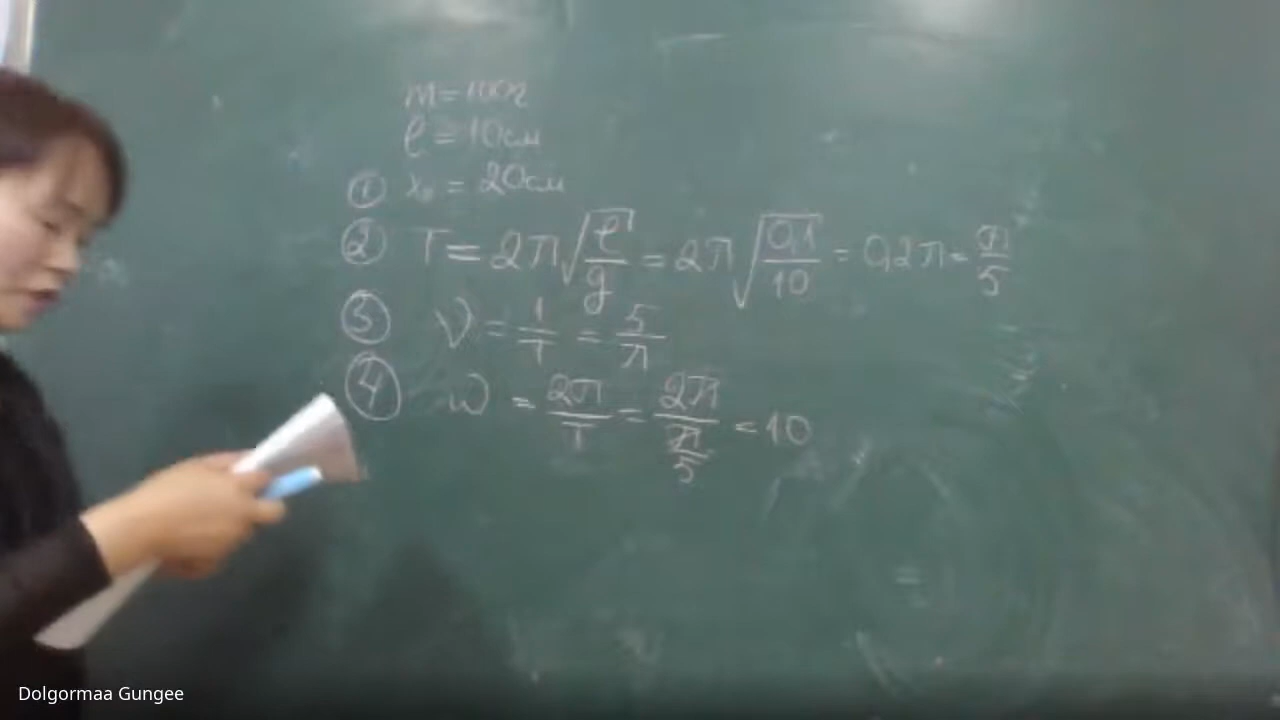 m = 100г
ℓ = 10см
① x₀ = 20см
② T = 2π√(ℓ/g) = 2π√(0,1/10) = 0,2π = π/5
③ ν = 1/T = 5/π
④ ω = 2π/T = 2π/(π/5) = 10
Dolgormaa Gungee